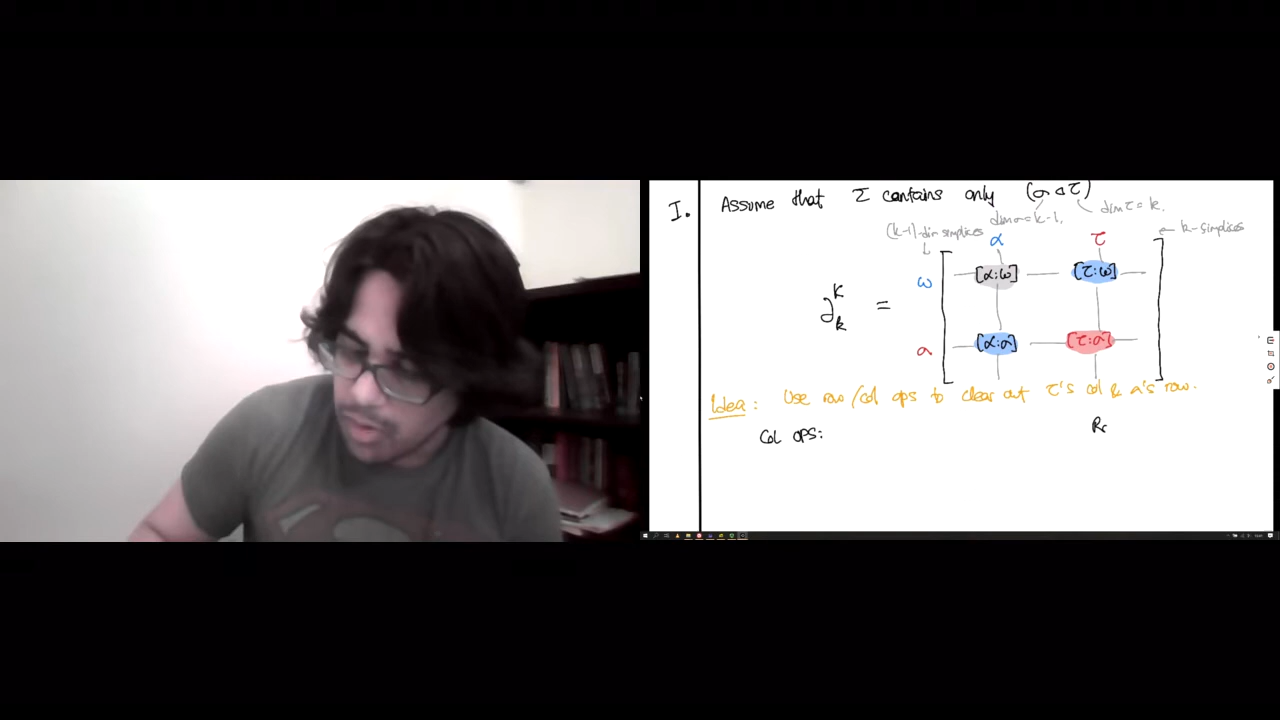 I. Assume that Σ contains only (σ ◁ τ)
dim σ = k-1. dim τ = k.
(k-1)-dim simplices α τ ← k-simplices
ω [α:ω] [τ:ω]
∂ₖᴷ =
σ [α:σ] [τ:σ]
Idea: Use row/col ops to clear out τ's col & σ's row.
Col ops: Ro